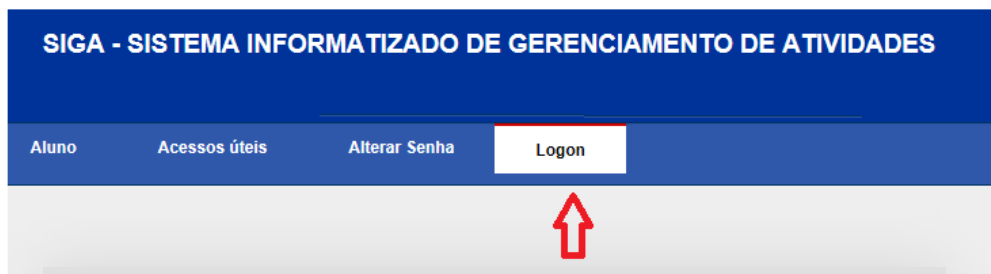 SIGA - SISTEMA INFORMATIZADO DE GERENCIAMENTO DE ATIVIDADES
Aluno Acessos úteis Alterar Senha Logon